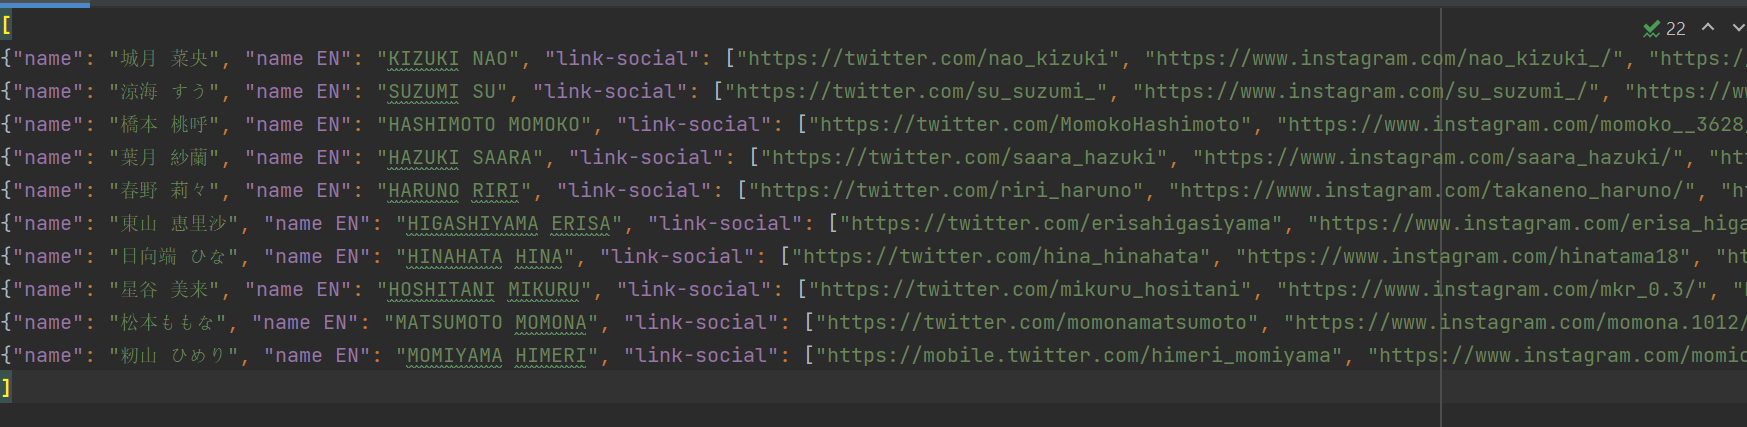 [
22
{"name": "城月 菜央", "name EN": "KIZUKI NAO", "link-social": ["https://twitter.com/nao_kizuki", "https://www.instagram.com/nao_kizuki_/", "https:/
{"name": "涼海 すう", "name EN": "SUZUMI SU", "link-social": ["https://twitter.com/su_suzumi_", "https://www.instagram.com/su_suzumi_/", "https://ww
{"name": "橋本 桃呼", "name EN": "HASHIMOTO MOMOKO", "link-social": ["https://twitter.com/MomokoHashimoto", "https://www.instagram.com/momoko__3628/
{"name": "葉月 紗蘭", "name EN": "HAZUKI SAARA", "link-social": ["https://twitter.com/saara_hazuki", "https://www.instagram.com/saara_hazuki/", "htt
{"name": "春野 莉々", "name EN": "HARUNO RIRI", "link-social": ["https://twitter.com/riri_haruno", "https://www.instagram.com/takaneno_haruno/", "ht
{"name": "東山 恵里沙", "name EN": "HIGASHIYAMA ERISA", "link-social": ["https://twitter.com/erisahigasiyama", "https://www.instagram.com/erisa_higa
{"name": "日向端 ひな", "name EN": "HINAHATA HINA", "link-social": ["https://twitter.com/hina_hinahata", "https://www.instagram.com/hinatama18", "ht
{"name": "星谷 美来", "name EN": "HOSHITANI MIKURU", "link-social": ["https://twitter.com/mikuru_hositani", "https://www.instagram.com/mkr_0.3/", "h
{"name": "松本ももな", "name EN": "MATSUMOTO MOMONA", "link-social": ["https://twitter.com/momonamatsumoto", "https://www.instagram.com/momona.1012/
{"name": "籾山 ひめり", "name EN": "MOMIYAMA HIMERI", "link-social": ["https://mobile.twitter.com/himeri_momiyama", "https://www.instagram.com/momic
]